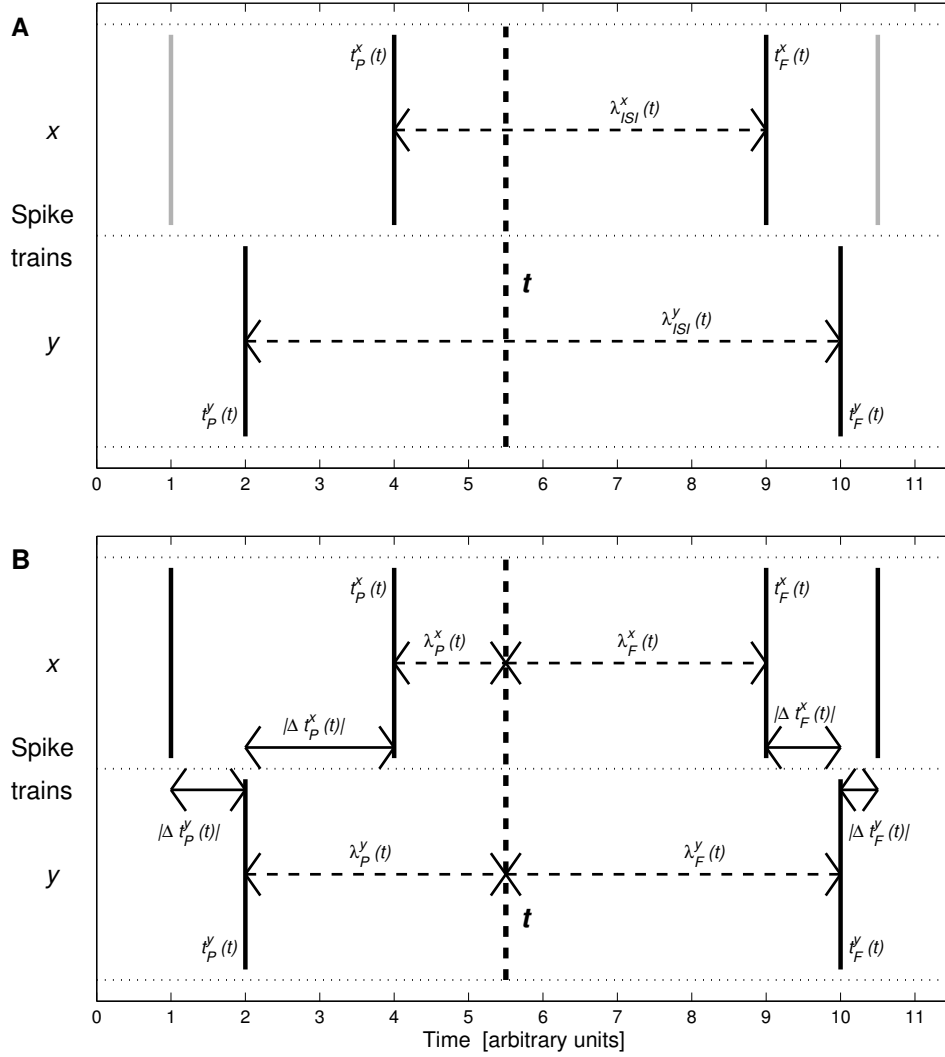 A
t_P^x (t)
t_F^x (t)
λ_ISI^x (t)
x
Spike
trains
t
λ_ISI^y (t)
y
t_P^y (t)
t_F^y (t)
0 1 2 3 4 5 6 7 8 9 10 11
B
t_P^x (t)
t_F^x (t)
λ_P^x (t)
λ_F^x (t)
x
|Δ t_P^x (t)|
|Δ t_F^x (t)|
Spike
trains
|Δ t_P^y (t)|
|Δ t_F^y (t)|
λ_P^y (t)
λ_F^y (t)
y
t
t_P^y (t)
t_F^y (t)
0 1 2 3 4 5 6 7 8 9 10 11
Time [arbitrary units]